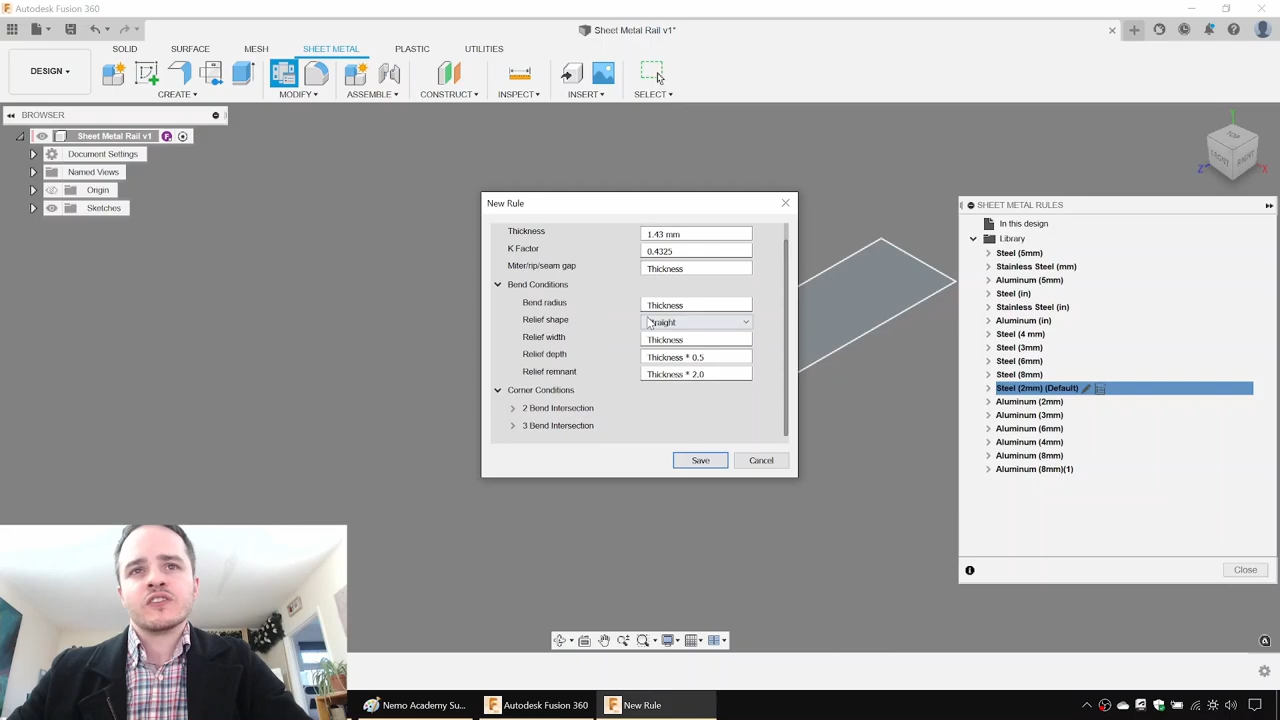 Autodesk Fusion 360
Sheet Metal Rail v1*
SOLID SURFACE MESH SHEET METAL PLASTIC UTILITIES
DESIGN
CREATE MODIFY ASSEMBLE CONSTRUCT INSPECT INSERT SELECT
BROWSER
Sheet Metal Rail v1
Document Settings
Named Views
Origin
Sketches
TOP
FRONT
RIGHT
Y
Z
X
New Rule
Thickness 1.43 mm
K Factor 0.4325
Miter/rip/seam gap Thickness
Bend Conditions
Bend radius Thickness
Relief shape Straight
Relief width Thickness
Relief depth Thickness * 0.5
Relief remnant Thickness * 2.0
Corner Conditions
2 Bend Intersection
3 Bend Intersection
Save Cancel
SHEET METAL RULES
In this design
Library
Steel (5mm)
Stainless Steel (mm)
Aluminum (5mm)
Steel (in)
Stainless Steel (in)
Aluminum (in)
Steel (4 mm)
Steel (3mm)
Steel (6mm)
Steel (8mm)
Steel (2mm) (Default)
Aluminum (2mm)
Aluminum (3mm)
Aluminum (6mm)
Aluminum (4mm)
Aluminum (8mm)
Aluminum (8mm)(1)
Close
Nemo Academy Su...
Autodesk Fusion 360
New Rule